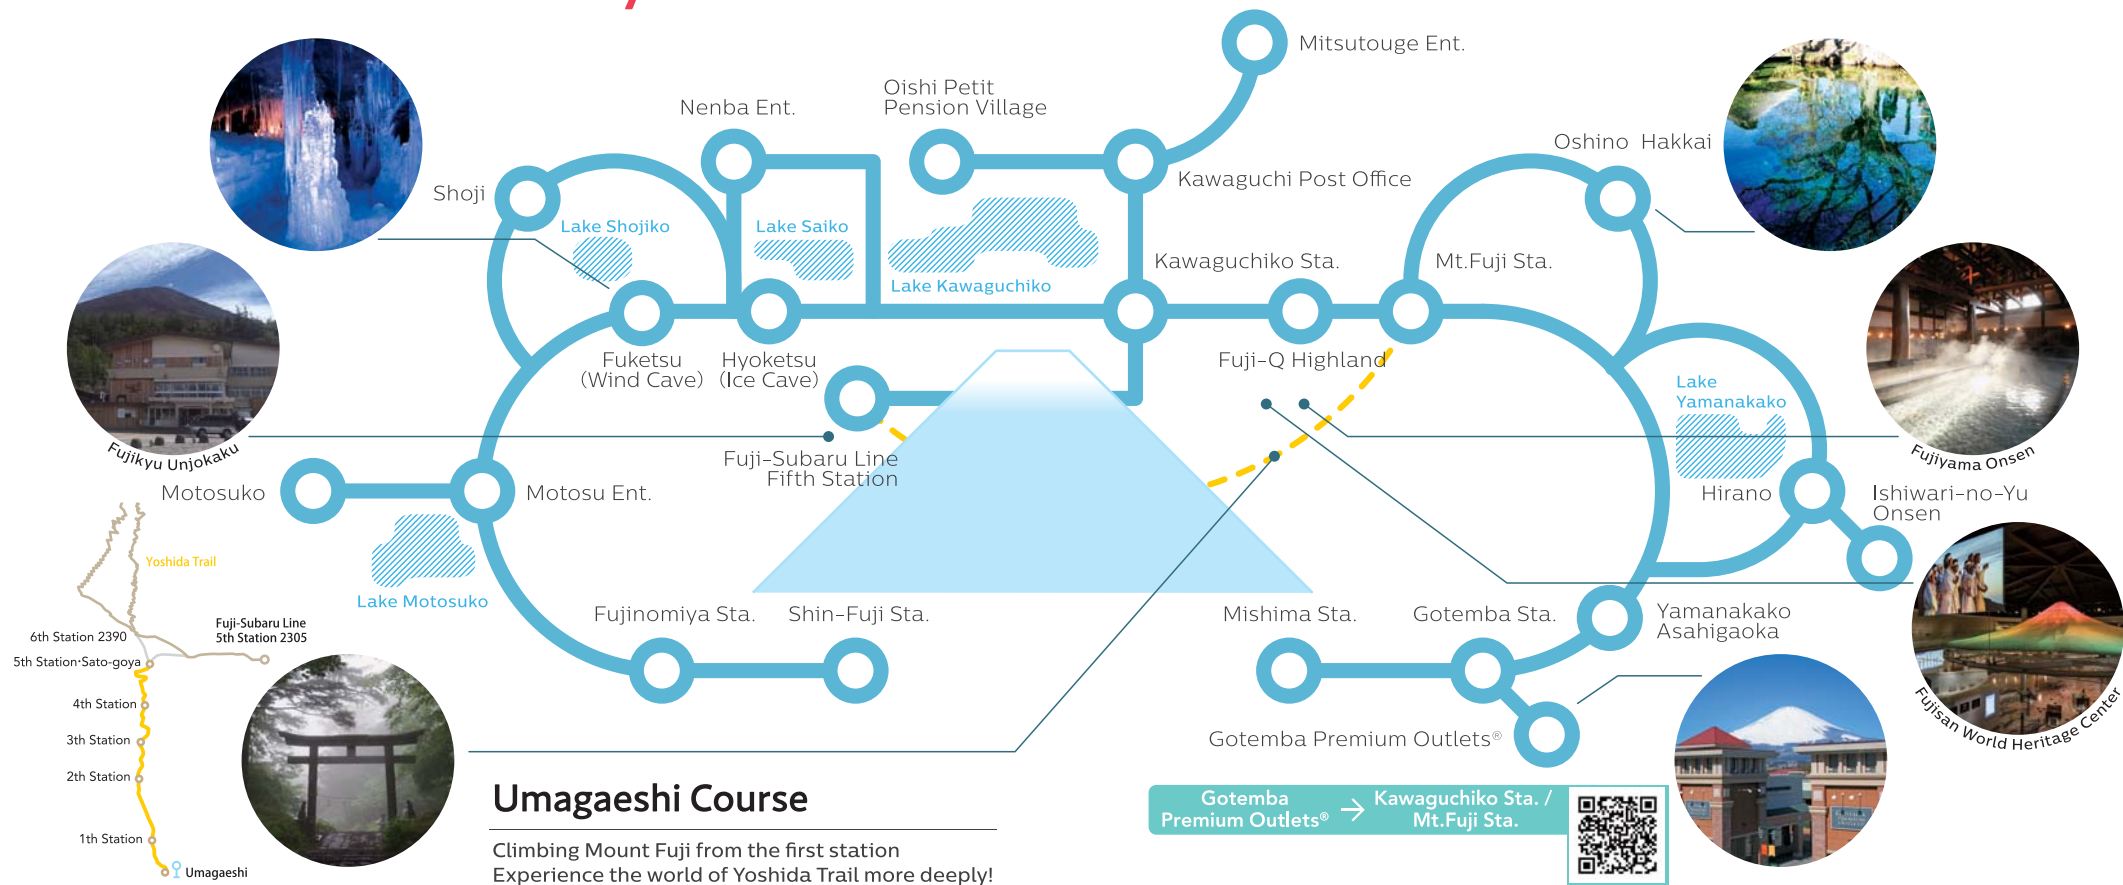 Mitsutouge Ent.
Oishi Petit
Pension Village
Nenba Ent.
Oshino Hakkai
Kawaguchi Post Office
Shoji
Lake Shojiko
Lake Saiko
Lake Kawaguchiko
Kawaguchiko Sta.
Mt.Fuji Sta.
Fuketsu
(Wind Cave)
Hyoketsu
(Ice Cave)
Fuji-Q Highland
Lake
Yamanakako
Fujikyu Unjokaku
Fuji-Subaru Line
Fifth Station
Fujiyama Onsen
Motosuko
Motosu Ent.
Hirano
Ishiwari-no-Yu
Onsen
Yoshida Trail
Lake Motosuko
Fujinomiya Sta.
Shin-Fuji Sta.
Mishima Sta.
Gotemba Sta.
Yamanakako
Asahigaoka
Fujisan World Heritage Center
6th Station 2390
Fuji-Subaru Line
5th Station 2305
5th Station・Sato-goya
4th Station
3th Station
2th Station
1th Station
Umagaeshi
Gotemba Premium Outlets®
Umagaeshi Course
Climbing Mount Fuji from the first station
Experience the world of Yoshida Trail more deeply!
Gotemba
Premium Outlets®
→
Kawaguchiko Sta. /
Mt.Fuji Sta.